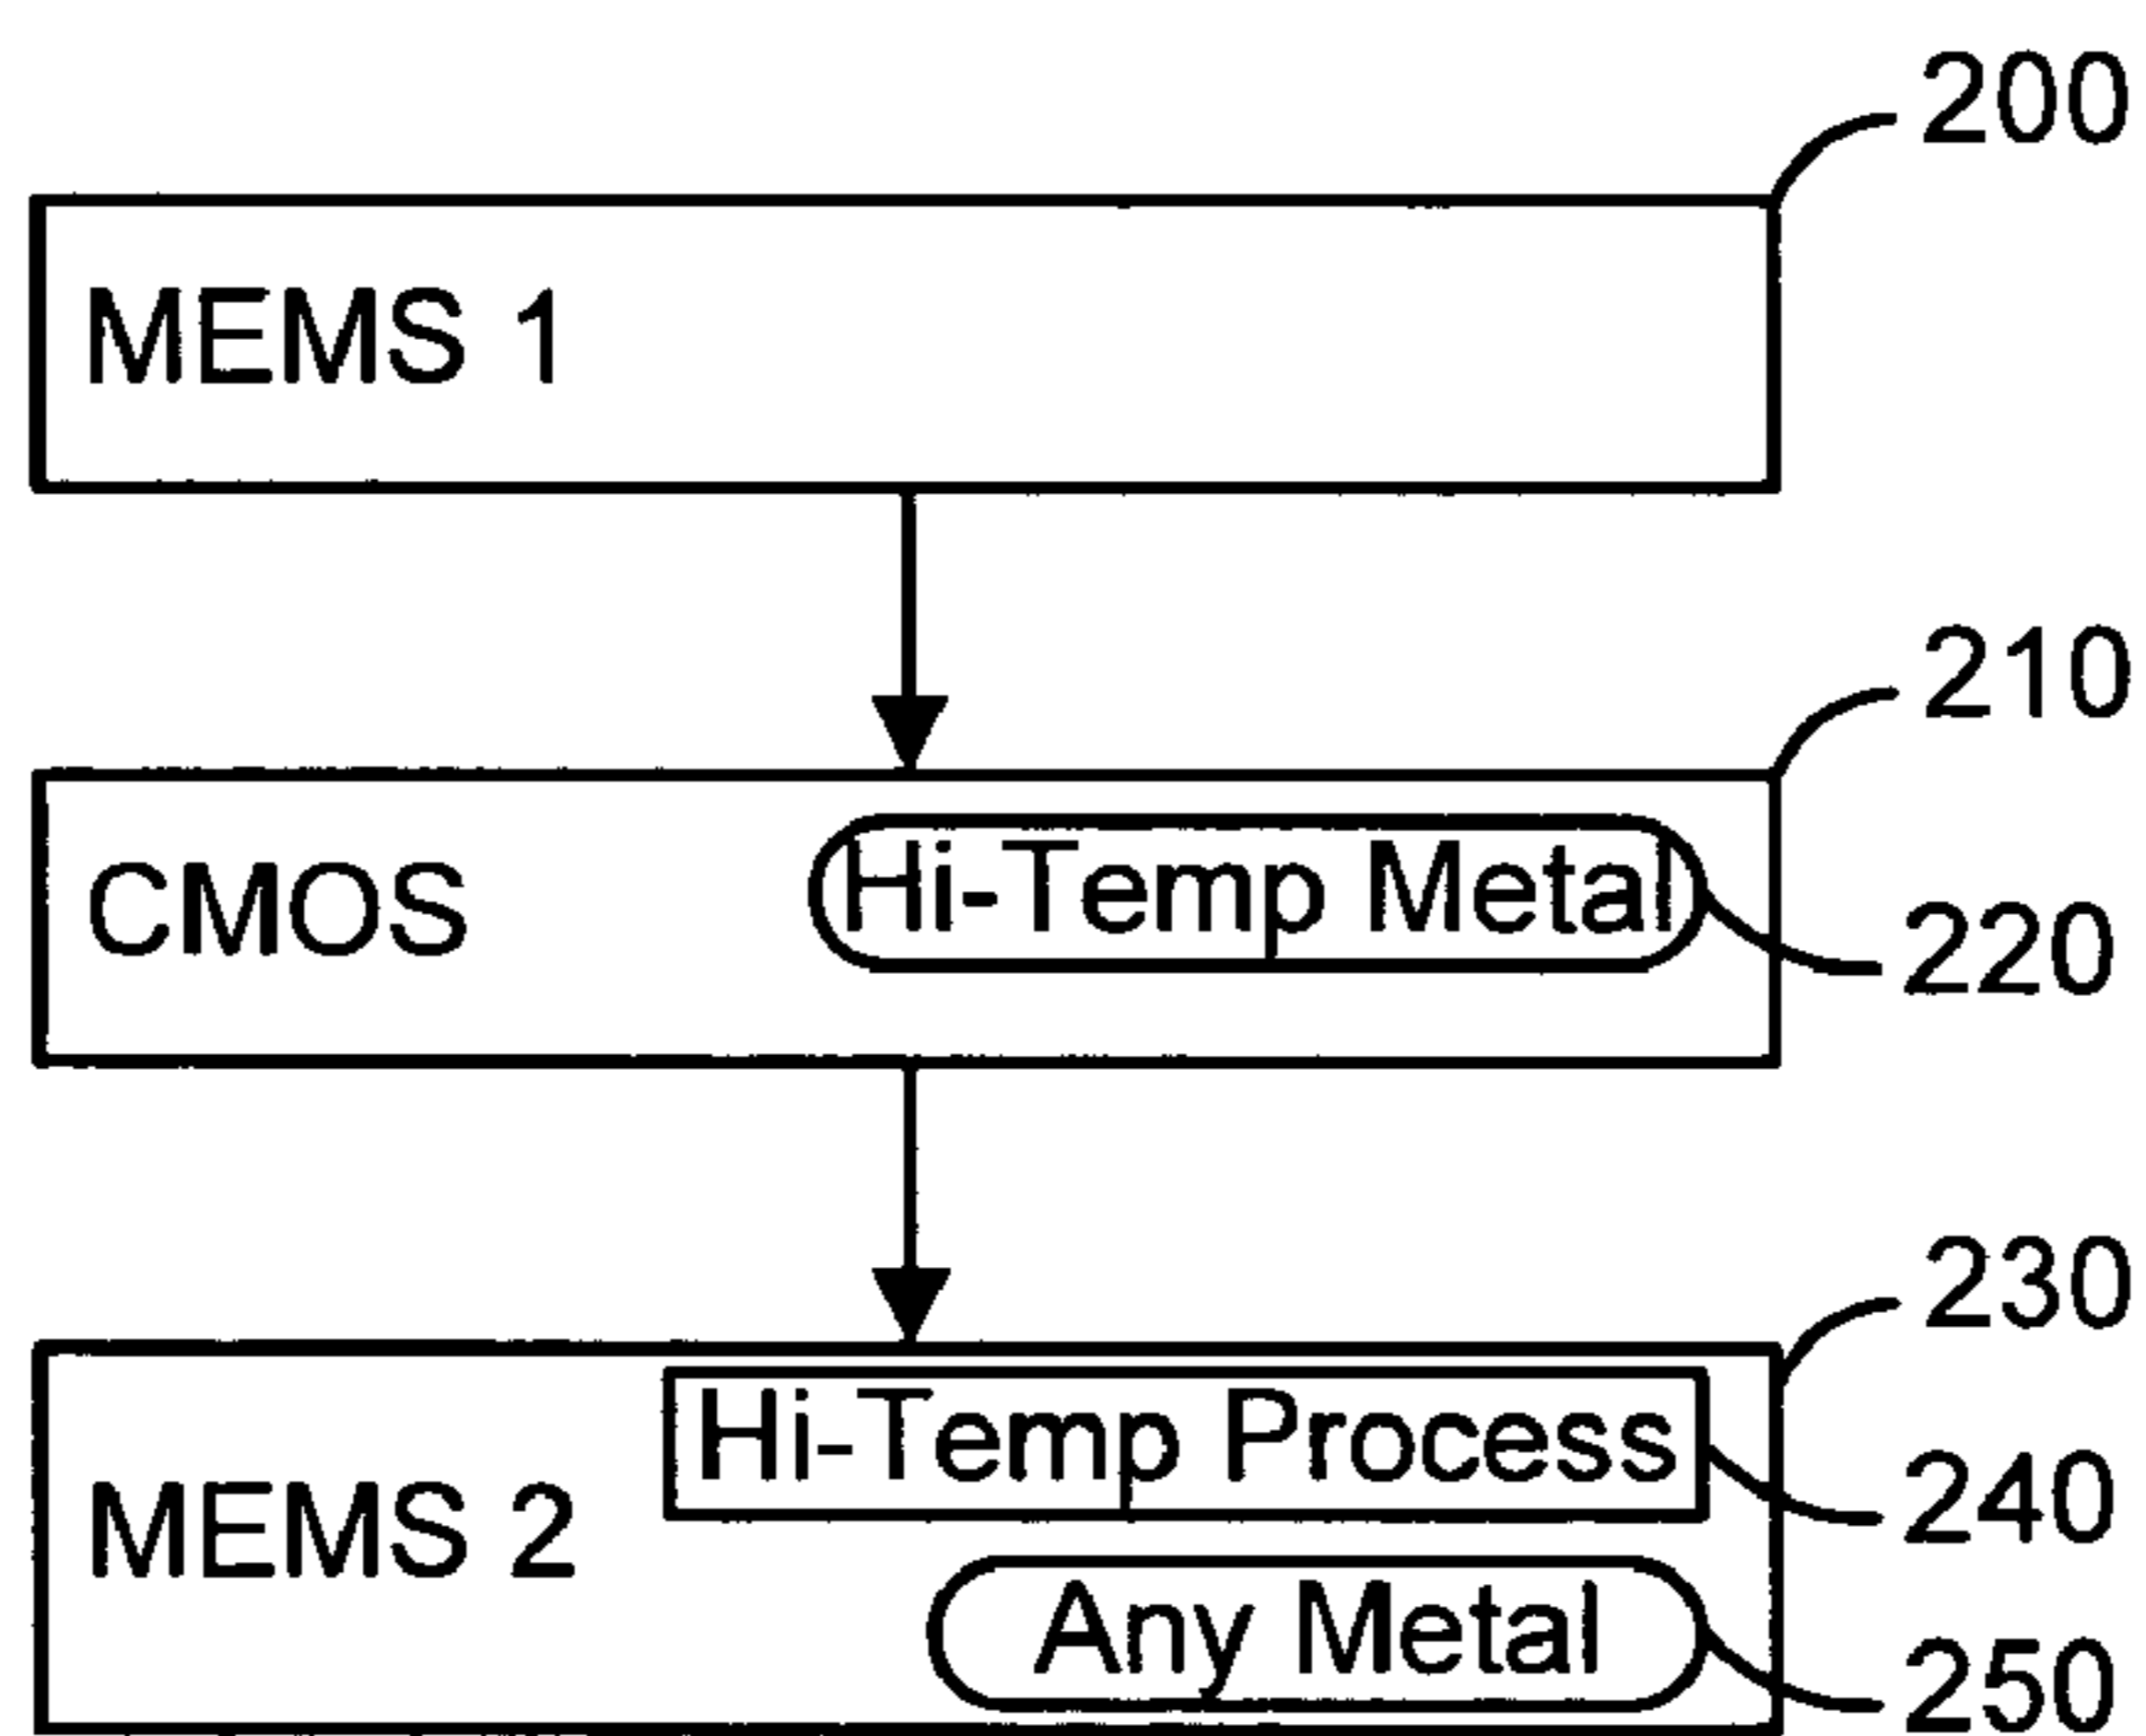 200
MEMS 1
210
CMOS
Hi-Temp Metal
220
230
Hi-Temp Process
240
MEMS 2
Any Metal
250